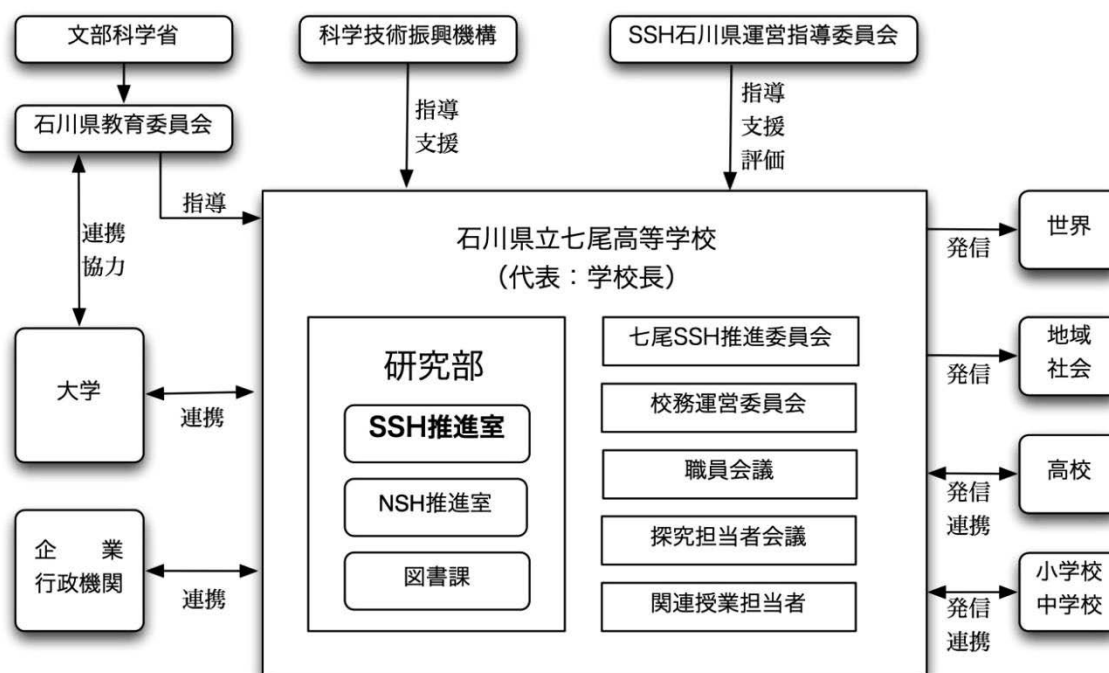 文部科学省
科学技術振興機構
SSH石川県運営指導委員会
石川県教育委員会
指導
支援
指導
支援
評価
指導
連携
協力
石川県立七尾高等学校
（代表：学校長）
発信
世界
研究部
SSH推進室
NSH推進室
図書課
七尾SSH推進委員会
校務運営委員会
職員会議
探究担当者会議
関連授業担当者
大学
連携
企　業
行政機関
連携
発信
地域
社会
発信
連携
高校
発信
連携
小学校
中学校